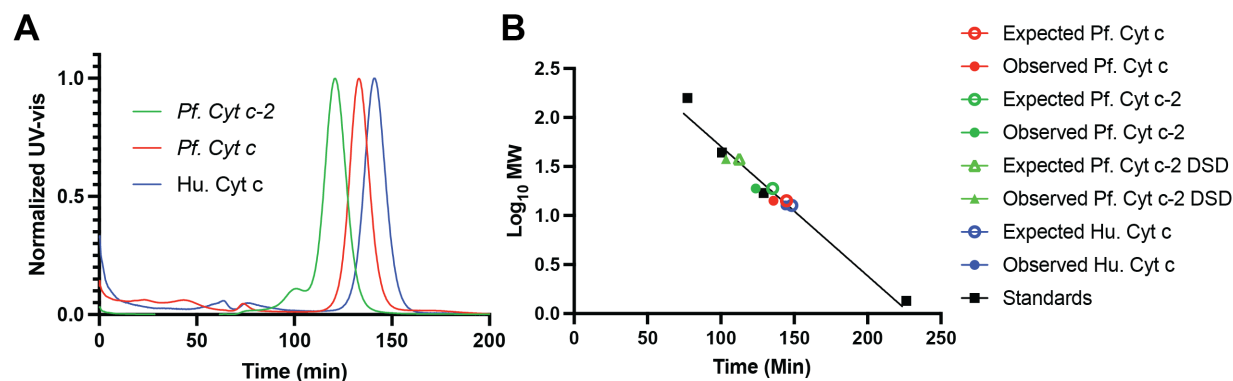 A
Normalized UV-vis
1.0
0.5
0.0
Pf. Cyt c-2
Pf. Cyt c
Hu. Cyt c
0
50
100
150
200
Time (min)
B
Log10 MW
2.5
2.0
1.5
1.0
0.5
0.0
0
50
100
150
200
250
Time (Min)
Expected Pf. Cyt c
Observed Pf. Cyt c
Expected Pf. Cyt c-2
Observed Pf. Cyt c-2
Expected Pf. Cyt c-2 DSD
Observed Pf. Cyt c-2 DSD
Expected Hu. Cyt c
Observed Hu. Cyt c
Standards